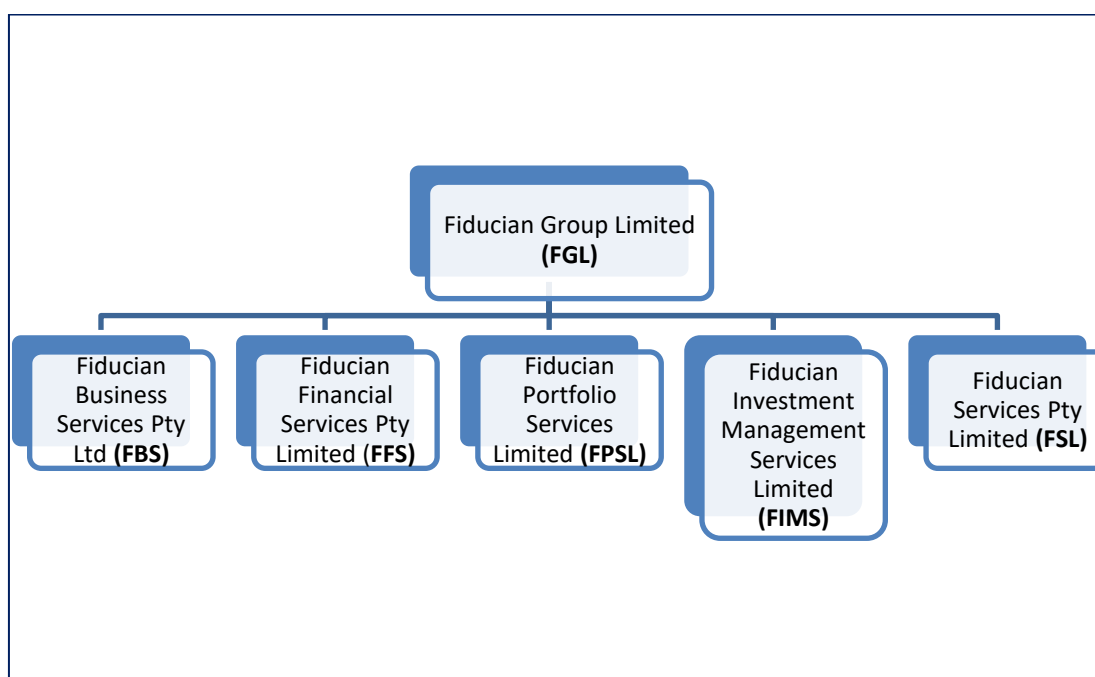 Fiducian Group Limited
(FGL)
Fiducian
Business
Services Pty
Ltd (FBS)
Fiducian
Financial
Services Pty
Limited (FFS)
Fiducian
Portfolio
Services
Limited (FPSL)
Fiducian
Investment
Management
Services
Limited
(FIMS)
Fiducian
Services Pty
Limited (FSL)